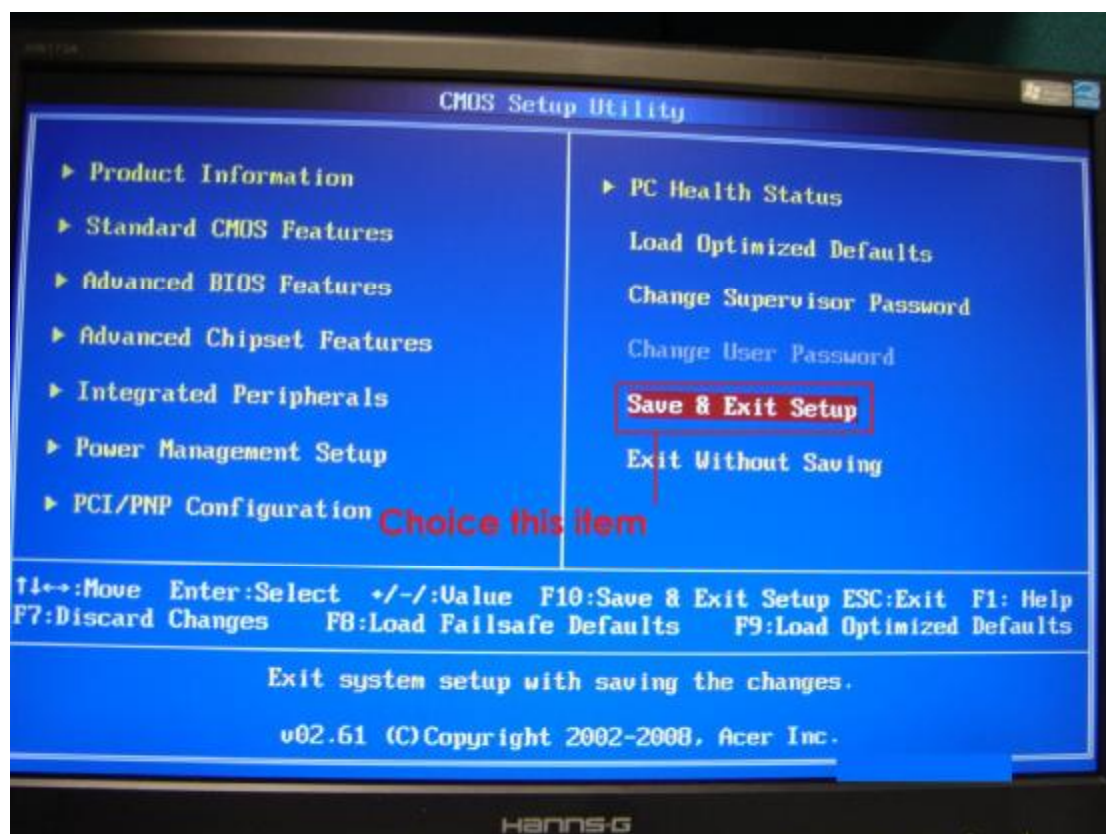 CMOS Setup Utility
▶ Product Information
▶ Standard CMOS Features
▶ Advanced BIOS Features
▶ Advanced Chipset Features
▶ Integrated Peripherals
▶ Power Management Setup
▶ PCI/PNP Configuration
▶ PC Health Status
Load Optimized Defaults
Change Supervisor Password
Change User Password
Save & Exit Setup
Exit Without Saving
Choice this item
↑↓←→:Move Enter:Select +/-/:Value F10:Save & Exit Setup ESC:Exit F1: Help
F7:Discard Changes F8:Load Failsafe Defaults F9:Load Optimized Defaults
Exit system setup with saving the changes.
v02.61 (C)Copyright 2002-2008, Acer Inc.
HANNS·G